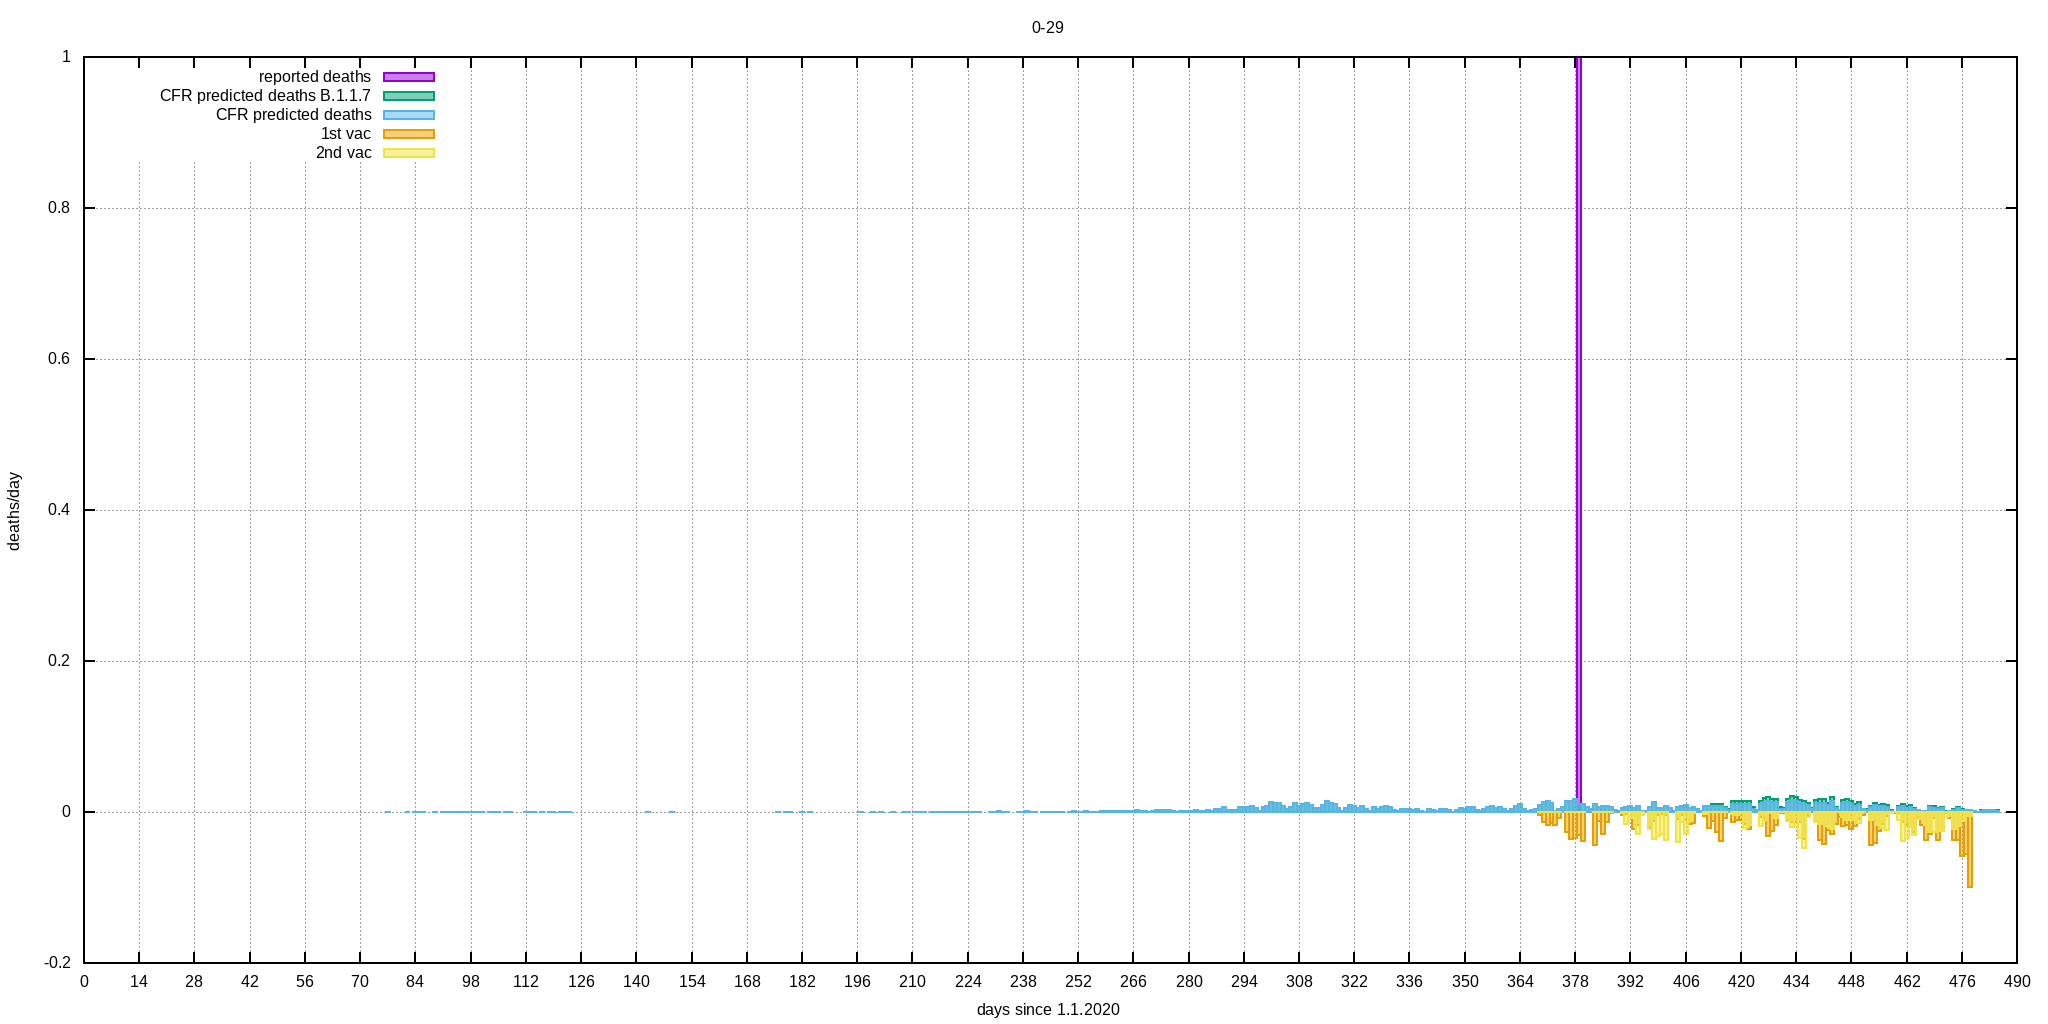 0-29
1
reported deaths
CFR predicted deaths B.1.1.7
CFR predicted deaths
1st vac
2nd vac
0.8
0.6
0.4
0.2
0
-0.2
deaths/day
0 14 28 42 56 70 84 98 112 126 140 154 168 182 196 210 224 238 252 266 280 294 308 322 336 350 364 378 392 406 420 434 448 462 476 490
days since 1.1.2020